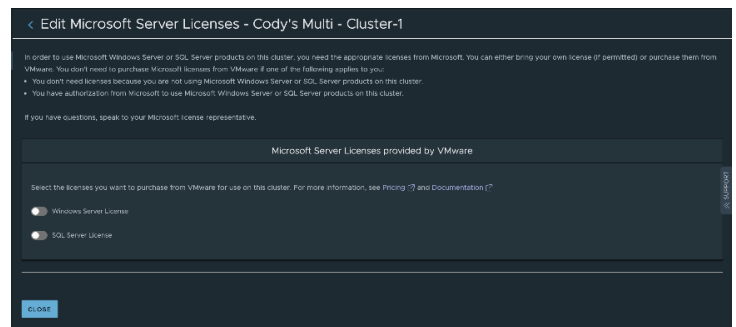 < Edit Microsoft Server Licenses - Cody's Multi - Cluster-1
In order to use Microsoft Windows Server or SQL Server products on this cluster, you need the appropriate licenses from Microsoft. You can either bring your own license (if permitted) or purchase them from
VMware. You don't need to purchase Microsoft licenses from VMware if one of the following applies to you:
• You don't need licenses because you are not using Microsoft Windows Server or SQL Server products on this cluster.
• You have authorization from Microsoft to use Microsoft Windows Server or SQL Server products on this cluster.
If you have questions, speak to your Microsoft license representative.
Microsoft Server Licenses provided by VMware
Select the licenses you want to purchase from VMware for use on this cluster. For more information, see Pricing and Documentation
Windows Server License
SQL Server License
SUPPORT
CLOSE